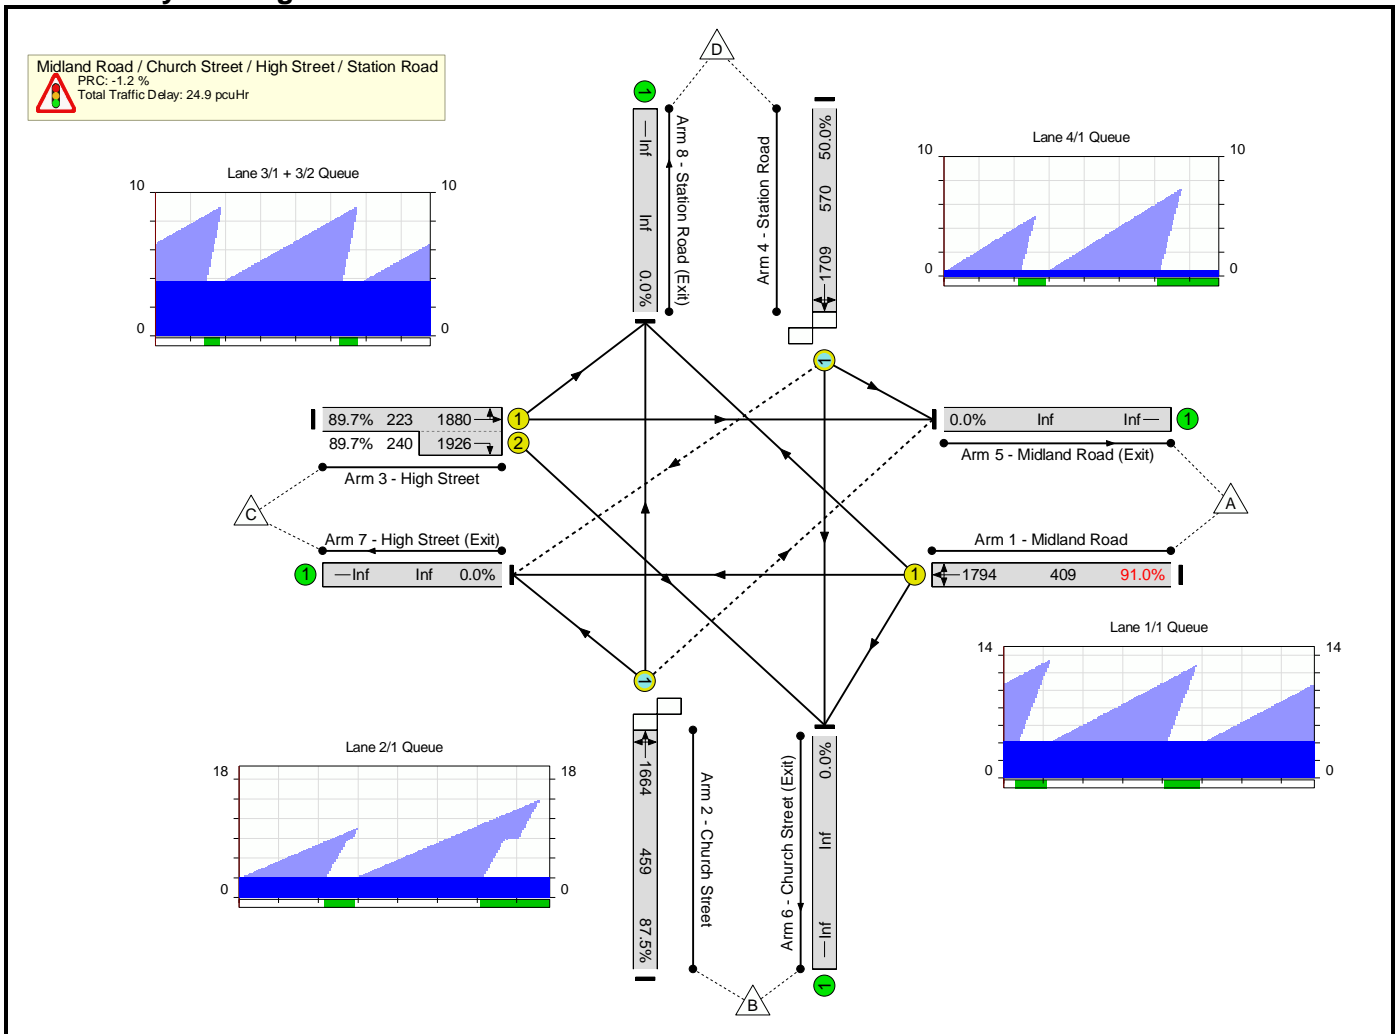 Midland Road / Church Street / High Street / Station Road
PRC: -1.2 %
Total Traffic Delay: 24.9 pcuHr
D
1
Inf
Inf
0.0%
Arm 8 - Station Road (Exit)
Arm 4 - Station Road
50.0%
570
1709
1
Lane 3/1 + 3/2 Queue
10
10
0
0
Lane 4/1 Queue
10
10
0
0
89.7% 223 1880
1
89.7% 240 1926
2
Arm 3 - High Street
C
Arm 7 - High Street (Exit)
1
Inf Inf 0.0%
0.0% Inf Inf
1
Arm 5 - Midland Road (Exit)
A
Arm 1 - Midland Road
1
1794 409 91.0%
Lane 1/1 Queue
14
14
0
0
Lane 2/1 Queue
18
18
0
0
1
1664
459
87.5%
Arm 2 - Church Street
Arm 6 - Church Street (Exit)
0.0%
Inf
Inf
1
B